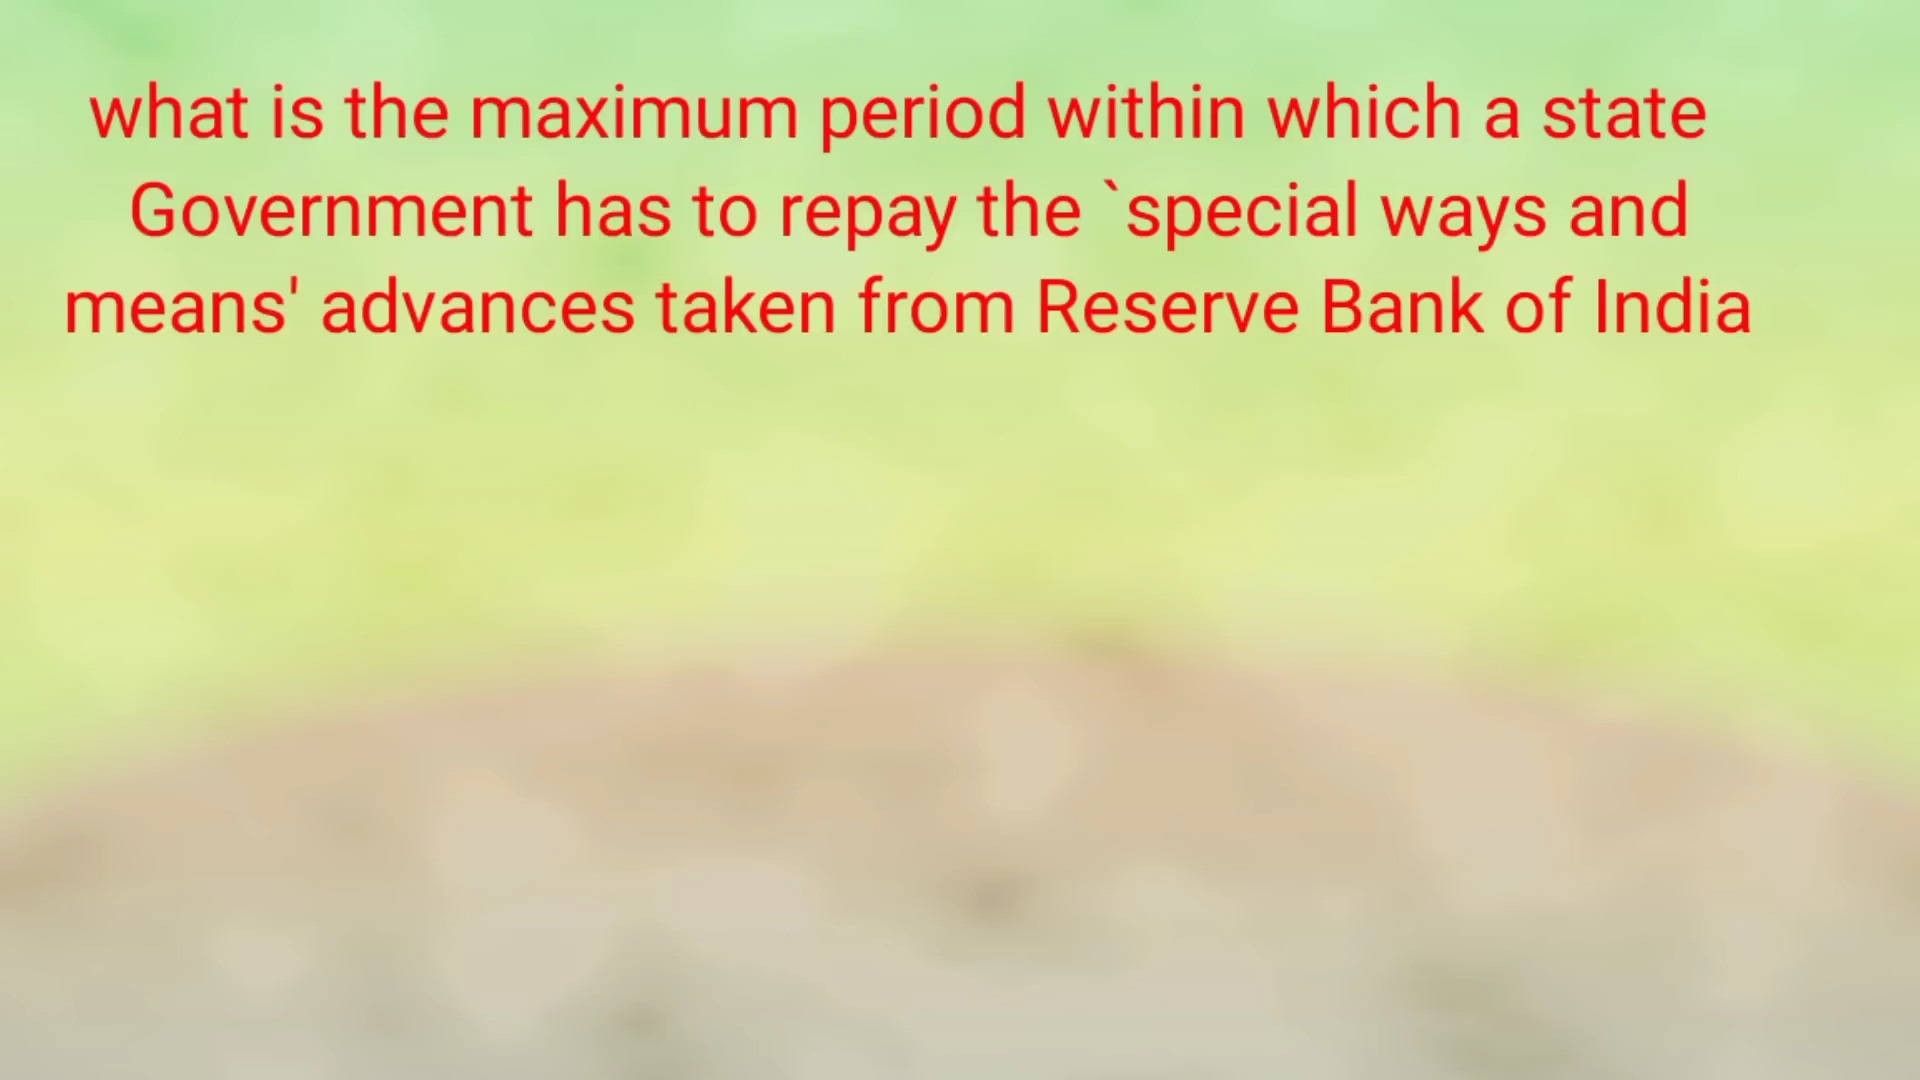 what is the maximum period within which a state
Government has to repay the `special ways and
means' advances taken from Reserve Bank of India